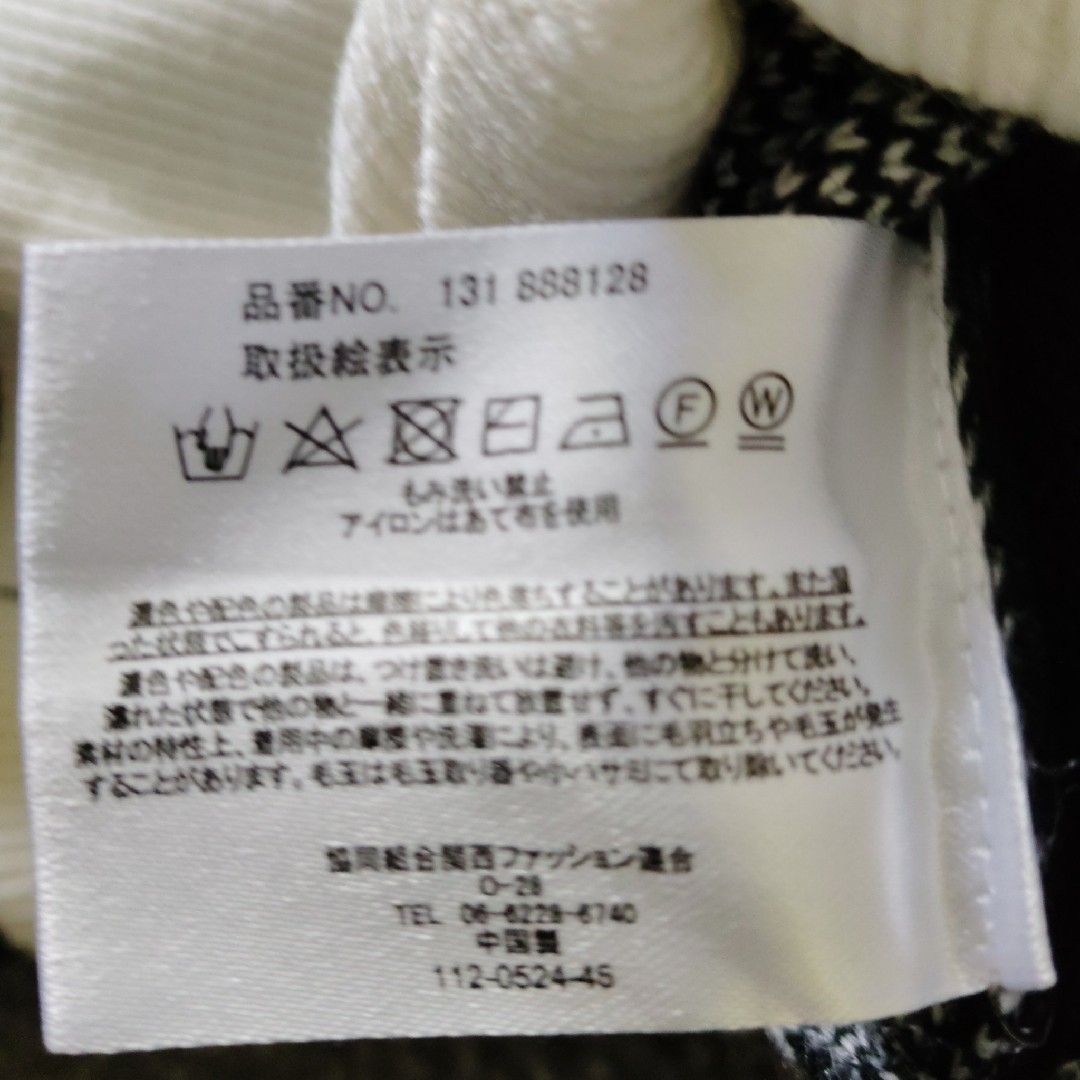 品番NO. 131 888128
取扱絵表示
F W
もみ洗い禁止
アイロンはあて布を使用
濃色や配色の製品は摩擦により色落ちすることがあります。また湿
った状態でこすられると、色移りして他の衣料等を汚すこともあります。
濃色や配色の製品は、つけ置き洗いは避け、他の物と分けて洗い、
濡れた状態で他の物と一緒に重ねて放置せず、すぐに干してください。
素材の特性上、着用中の摩擦や洗濯により、表面に毛羽立ちや毛玉が発生
することがあります。毛玉は毛玉取り器や小ハサミにて取り除いてください。
協同組合関西ファッション連合
O-28
TEL 06-6228-6740
中国製
112-0524-45